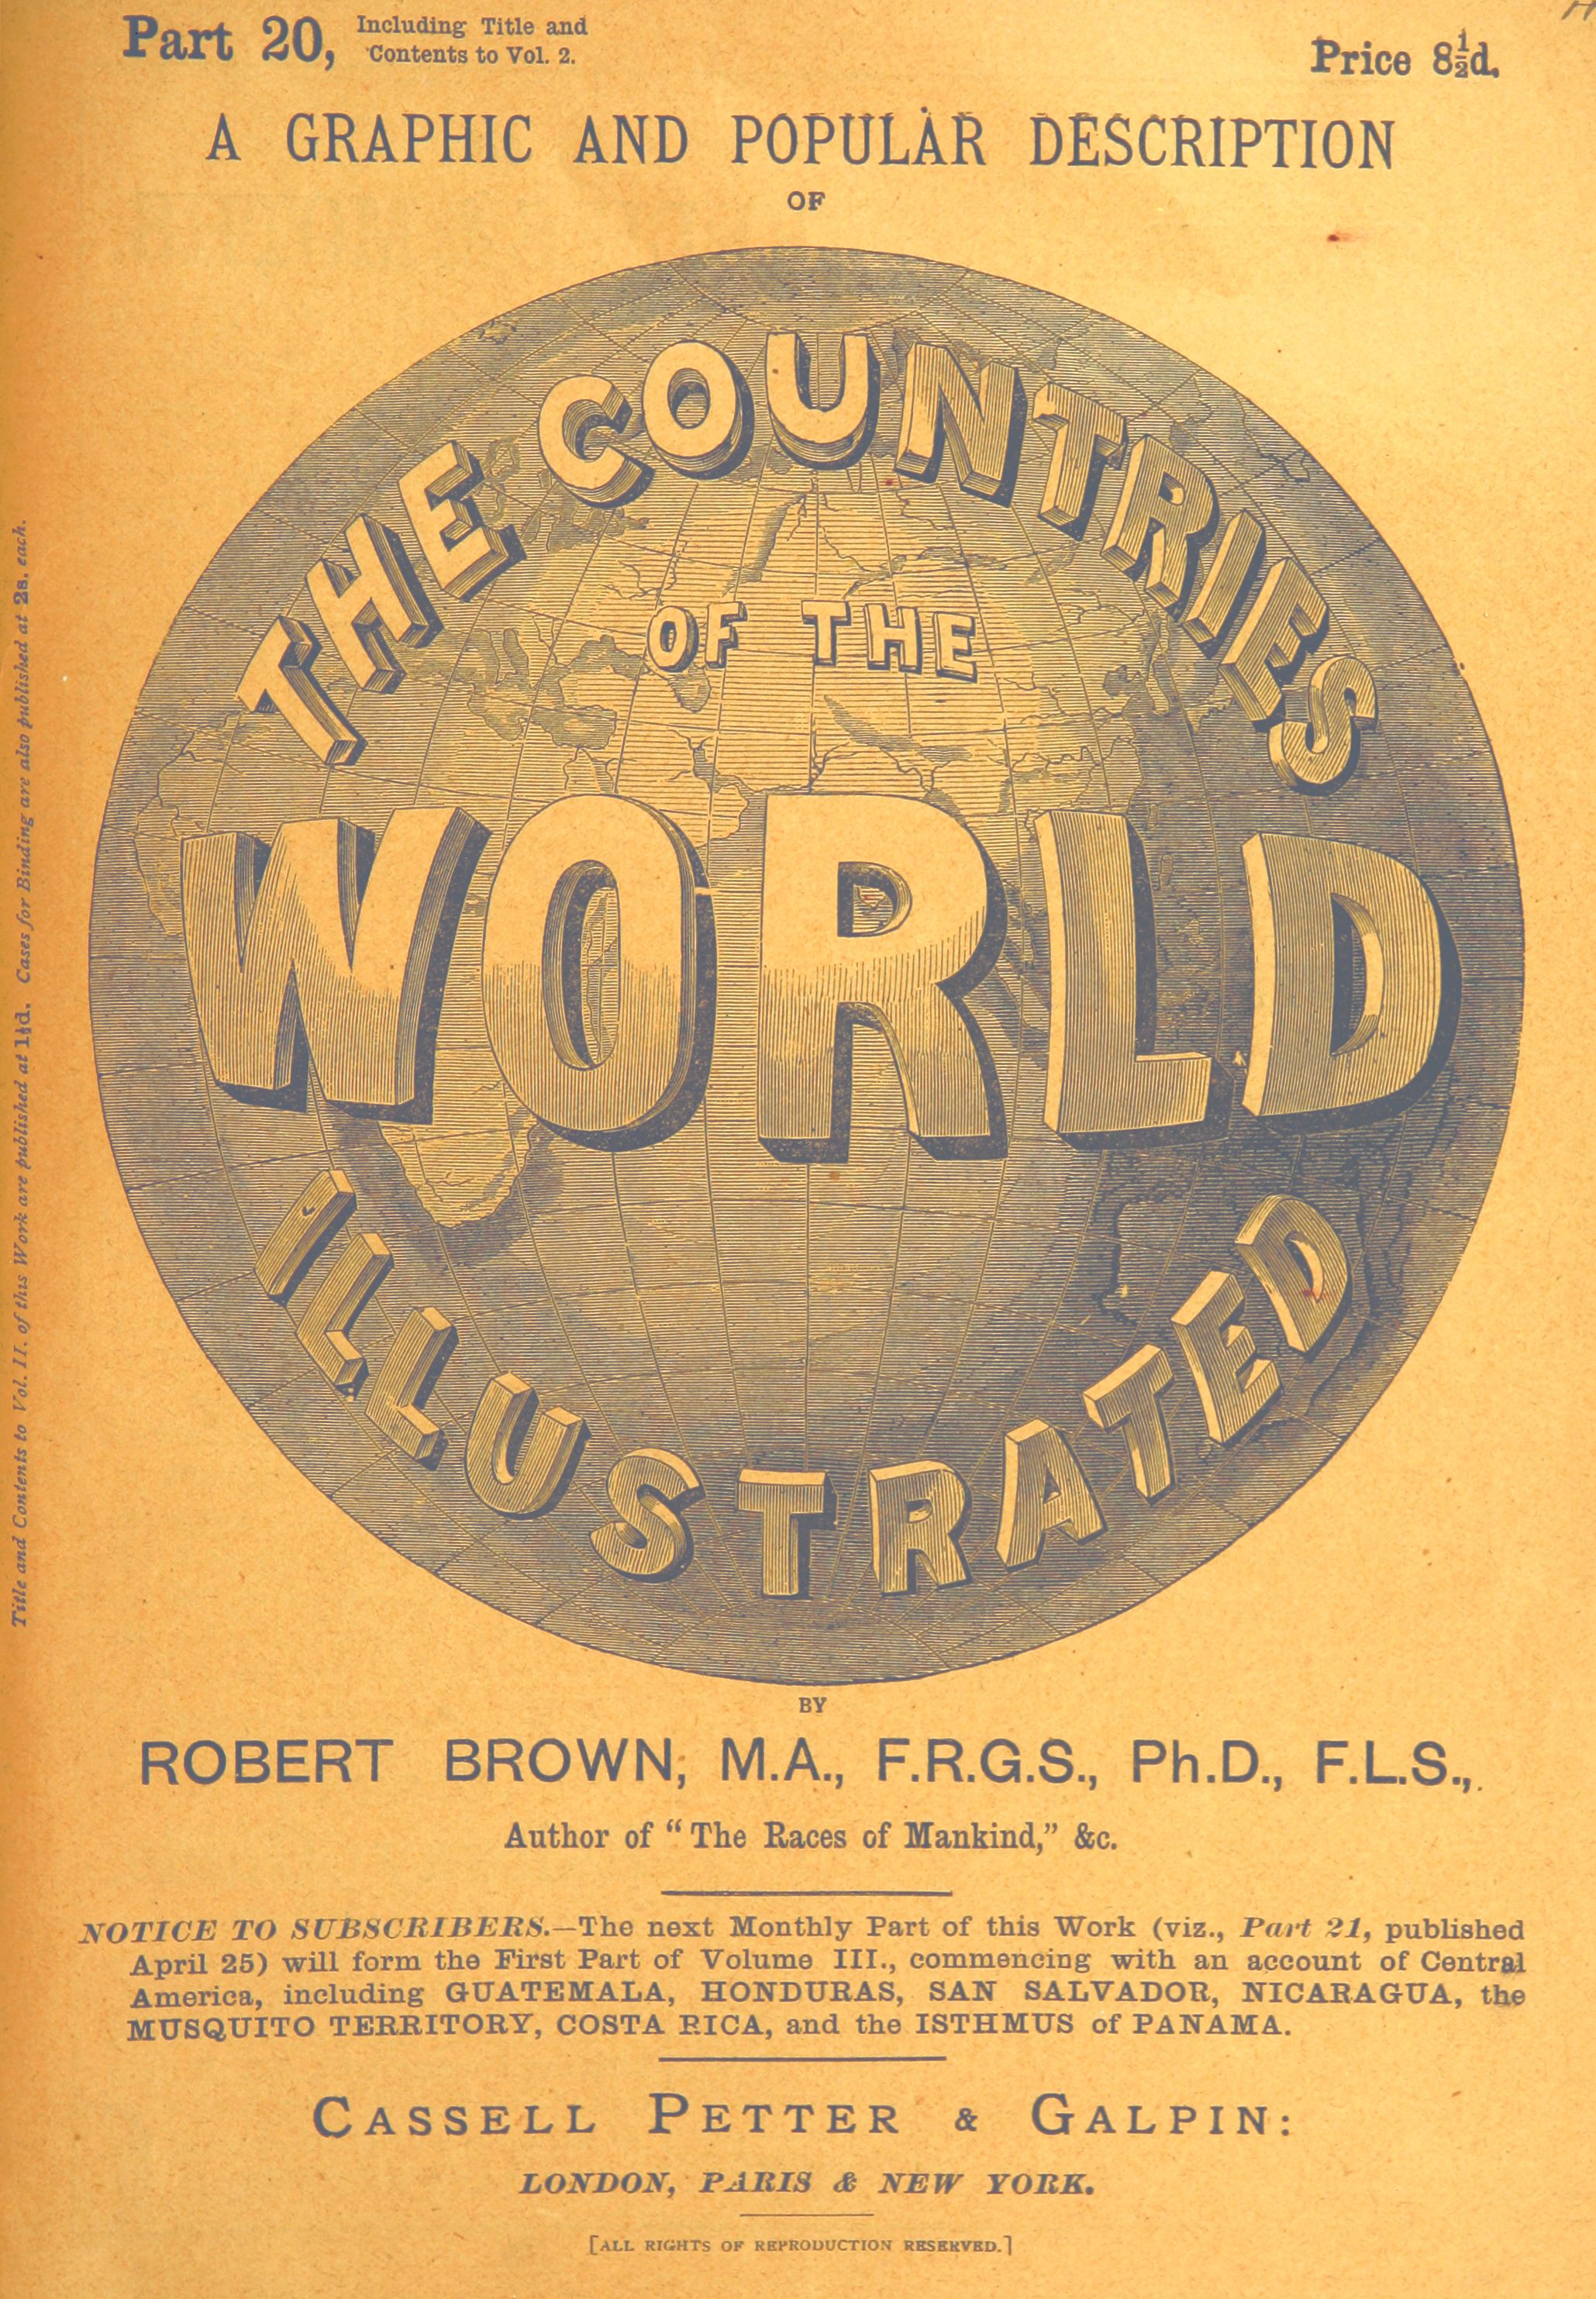 Part 20, Including Title and
Contents to Vol. 2.
Price 8½d.
A GRAPHIC AND POPULAR DESCRIPTION
OF
THE COUNTRIES
OF THE
WORLD
ILLUSTRATED
BY
ROBERT BROWN, M.A., F.R.G.S., Ph.D., F.L.S.,
Author of “The Races of Mankind,” &c.
NOTICE TO SUBSCRIBERS.—The next Monthly Part of this Work (viz., Part 21, published
April 25) will form the First Part of Volume III., commencing with an account of Central
America, including GUATEMALA, HONDURAS, SAN SALVADOR, NICARAGUA, the
MUSQUITO TERRITORY, COSTA RICA, and the ISTHMUS of PANAMA.
CASSELL PETTER & GALPIN:
LONDON, PARIS & NEW YORK.
[ALL RIGHTS OF REPRODUCTION RESERVED.]
Title and Contents to Vol. II. of this Work are published at 1½d. Cases for Binding are also published at 2s. each.